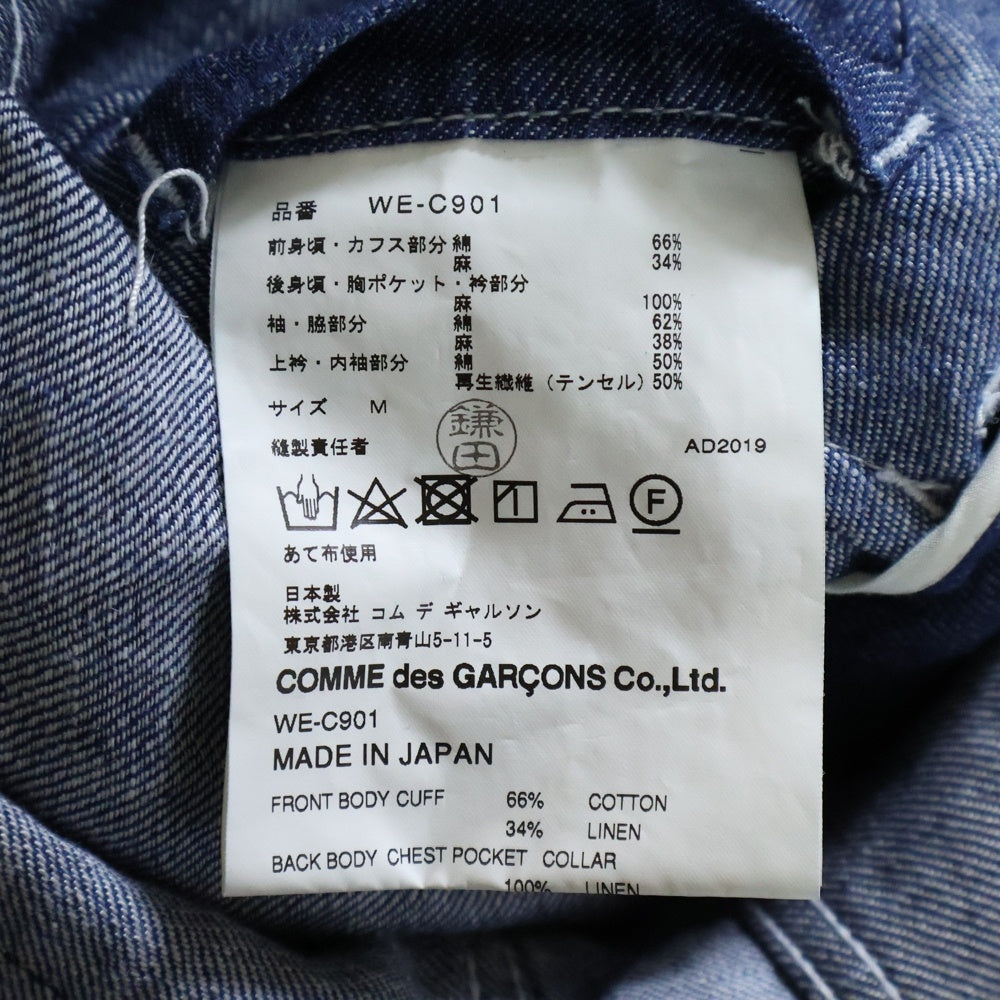 品番 WE-C901
前身頃・カフス部分 綿 66%
麻 34%
後身頃・胸ポケット・衿部分
麻 100%
袖・脇部分 綿 62%
麻 38%
上衿・内袖部分 綿 50%
再生繊維（テンセル）50%
サイズ M
鎌田
縫製責任者 AD2019
F
あて布使用
日本製
株式会社 コム デ ギャルソン
東京都港区南青山5-11-5
COMME des GARÇONS Co.,Ltd.
WE-C901
MADE IN JAPAN
FRONT BODY CUFF 66% COTTON
34% LINEN
BACK BODY CHEST POCKET COLLAR
100% LINEN